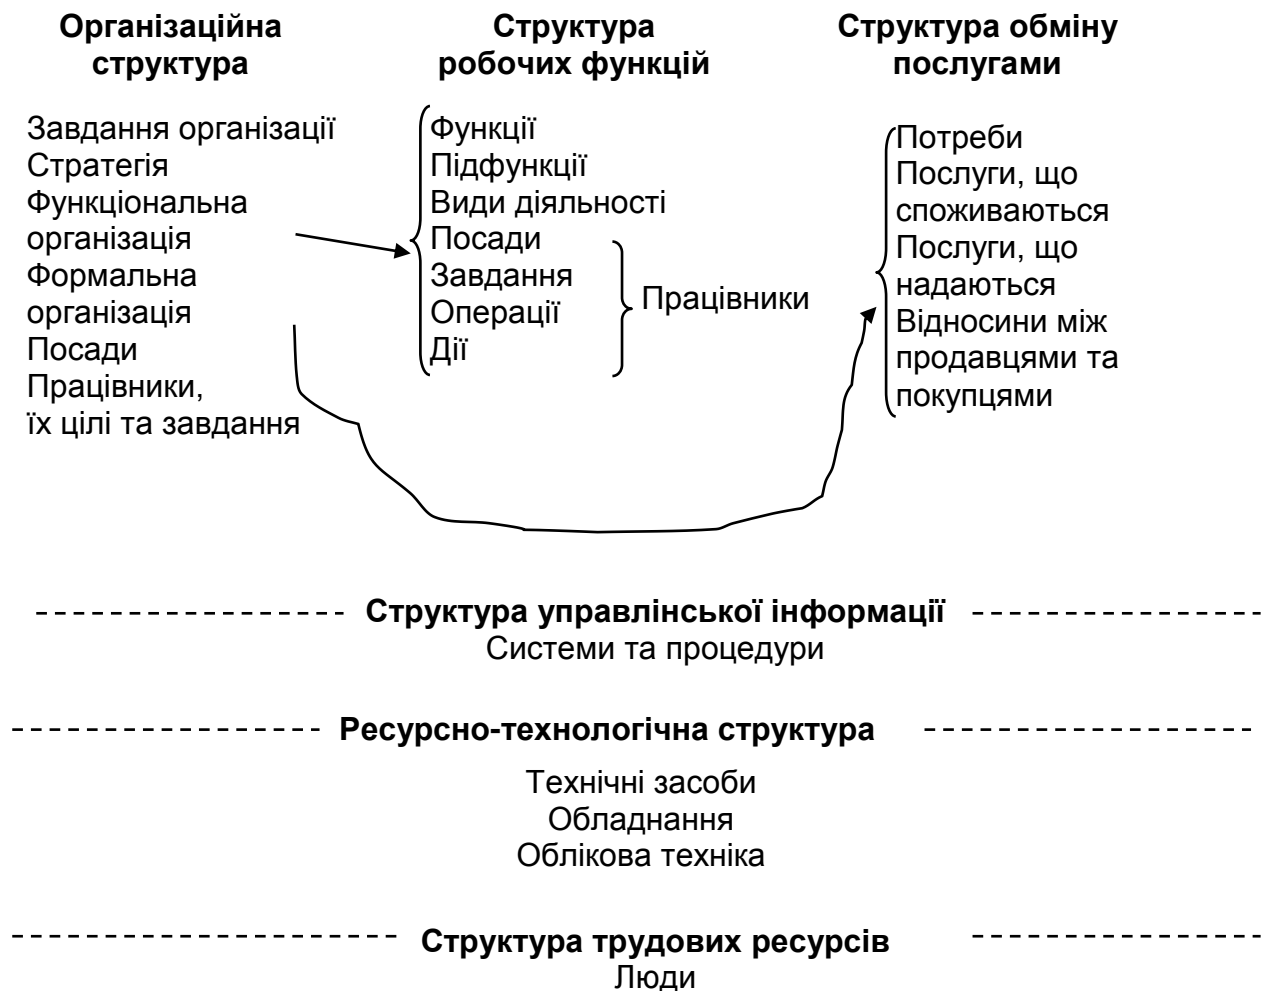 Організаційна
структура
Завдання організації
Стратегія
Функціональна
організація
Формальна
організація
Посади
Працівники,
їх цілі та завдання
Структура
робочих функцій
Функції
Підфункції
Види діяльності
Посади
Завдання
Операції
Дії
Працівники
Структура обміну
послугами
Потреби
Послуги, що
споживаються
Послуги, що
надаються
Відносини між
продавцями та
покупцями
Структура управлінської інформації
Системи та процедури
Ресурсно-технологічна структура
Технічні засоби
Обладнання
Облікова техніка
Структура трудових ресурсів
Люди